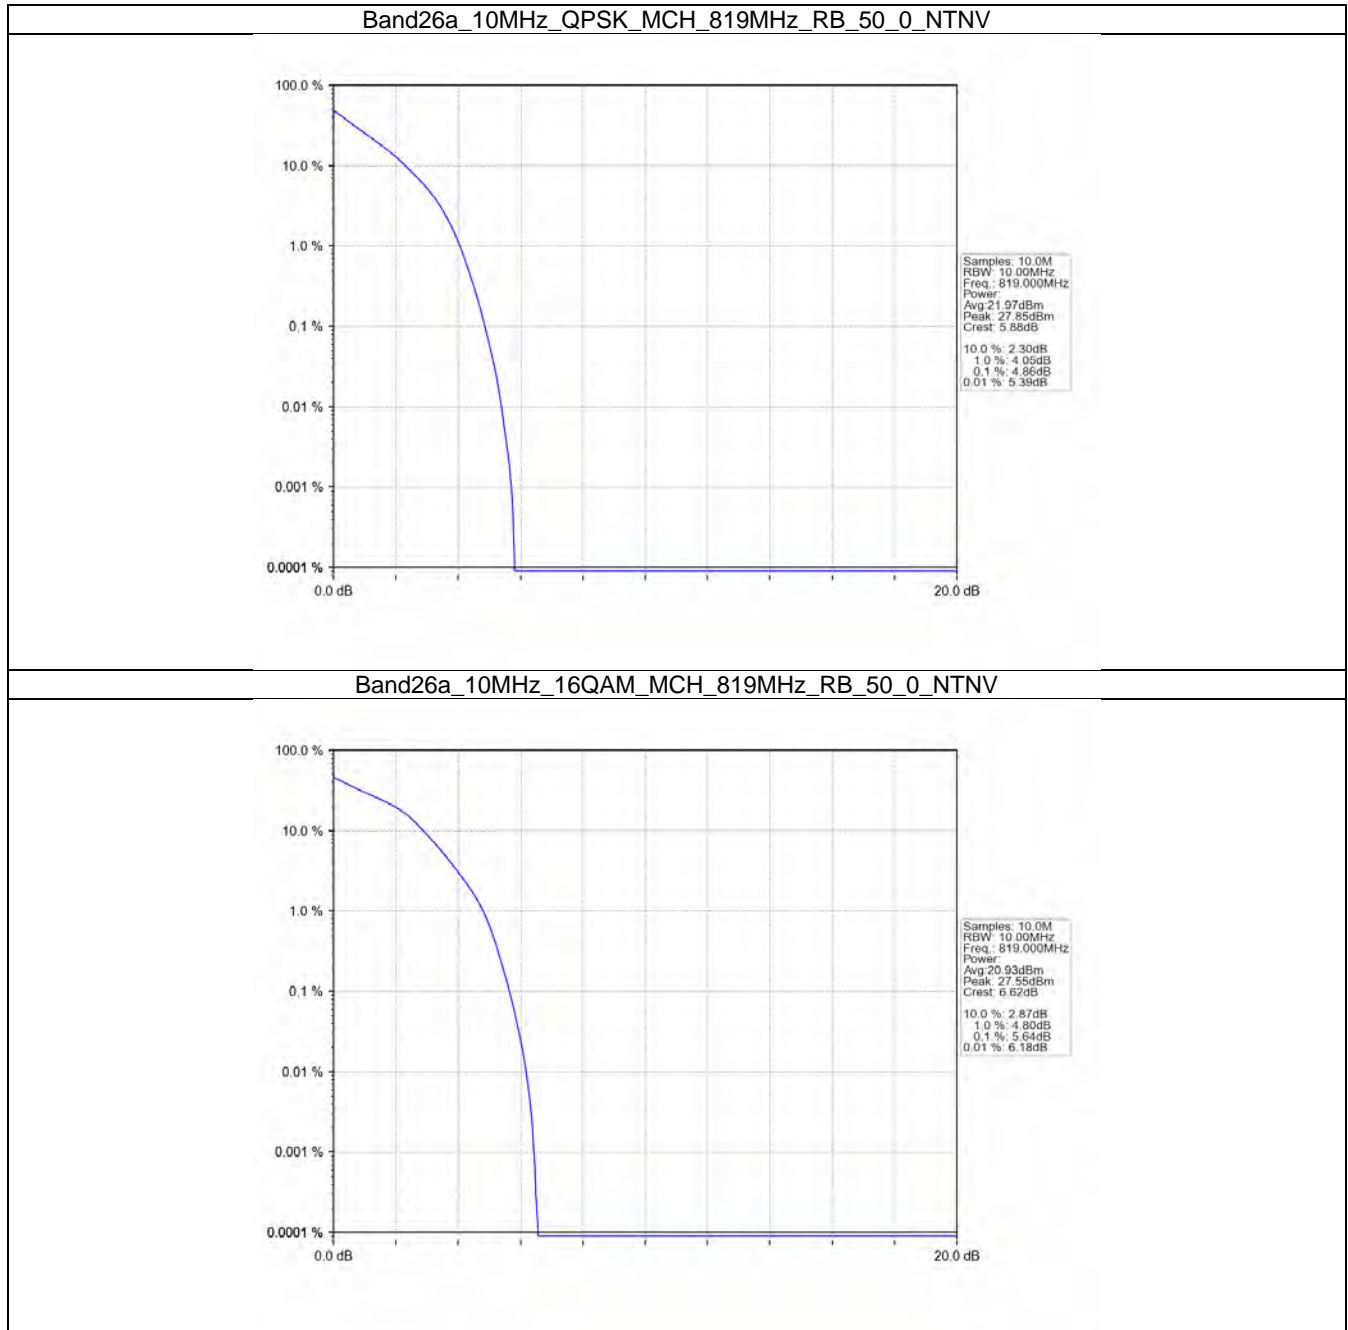 Band26a_10MHz_QPSK_MCH_819MHz_RB_50_0_NTNV
100.0 %
10.0 %
1.0 %
0.1 %
0.01 %
0.001 %
0.0001 %
0.0 dB
20.0 dB
Samples: 10.0M
RBW: 10.00MHz
Freq.: 819.000MHz
Power:
Avg:21.97dBm
Peak: 27.85dBm
Crest: 5.88dB
10.0 %: 2.30dB
1.0 %: 4.05dB
0.1 %: 4.86dB
0.01 %: 5.39dB
Band26a_10MHz_16QAM_MCH_819MHz_RB_50_0_NTNV
100.0 %
10.0 %
1.0 %
0.1 %
0.01 %
0.001 %
0.0001 %
0.0 dB
20.0 dB
Samples: 10.0M
RBW: 10.00MHz
Freq.: 819.000MHz
Power:
Avg:20.93dBm
Peak: 27.55dBm
Crest: 6.62dB
10.0 %: 2.87dB
1.0 %: 4.80dB
0.1 %: 5.64dB
0.01 %: 6.18dB